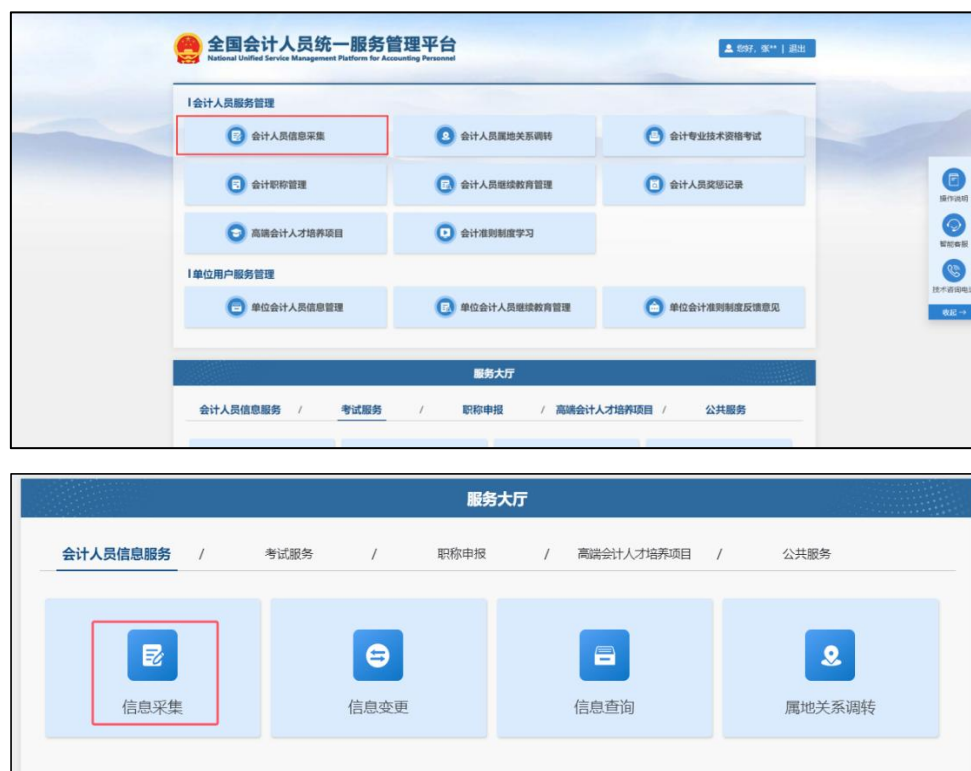 全国会计人员统一服务管理平台
National Unified Service Management Platform for Accounting Personnel
您好，张** | 退出
会计人员服务管理
会计人员信息采集
会计人员属地关系调转
会计专业技术资格考试
会计职称管理
会计人员继续教育管理
会计人员奖惩记录
高端会计人才培养项目
会计准则制度学习
单位用户服务管理
单位会计人员信息管理
单位会计人员继续教育管理
单位会计准则制度反馈意见
操作说明
智能客服
技术咨询电话
收起→
服务大厅
会计人员信息服务 / 考试服务 / 职称申报 / 高端会计人才培养项目 / 公共服务
服务大厅
会计人员信息服务 / 考试服务 / 职称申报 / 高端会计人才培养项目 / 公共服务
信息采集
信息变更
信息查询
属地关系调转